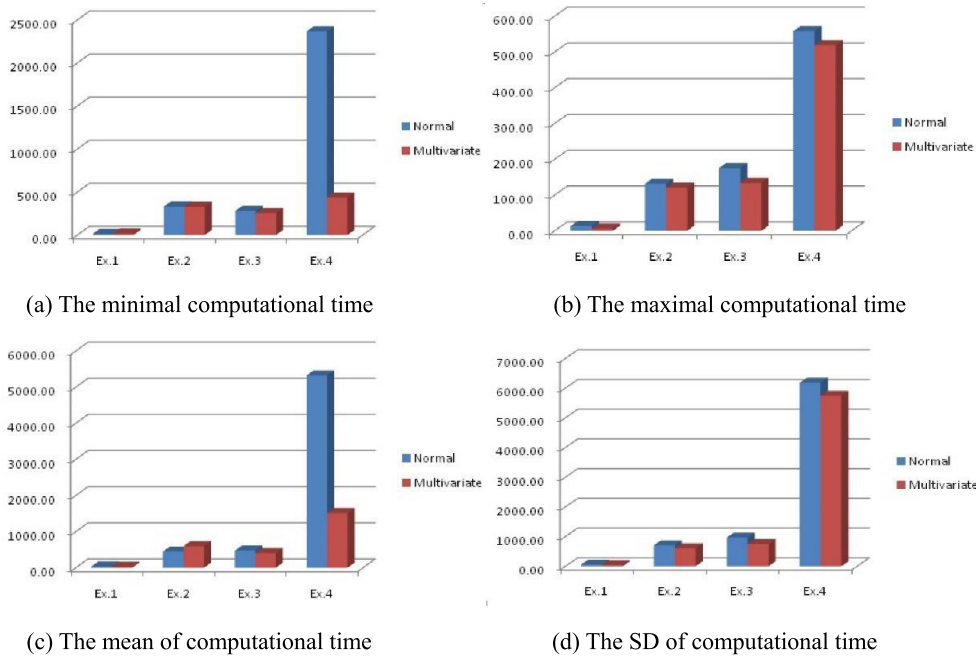 2500.00
2000.00
1500.00
1000.00
500.00
0.00
Ex.1 Ex.2 Ex.3 Ex.4
Normal
Multivariate
(a) The minimal computational time
600.00
500.00
400.00
300.00
200.00
100.00
0.00
Ex.1 Ex.2 Ex.3 Ex.4
Normal
Multivariate
(b) The maximal computational time
6000.00
5000.00
4000.00
3000.00
2000.00
1000.00
0.00
Ex.1 Ex.2 Ex.3 Ex.4
Normal
Multivariate
(c) The mean of computational time
7000.00
6000.00
5000.00
4000.00
3000.00
2000.00
1000.00
0.00
Ex.1 Ex.2 Ex.3 Ex.4
Normal
Multivariate
(d) The SD of computational time